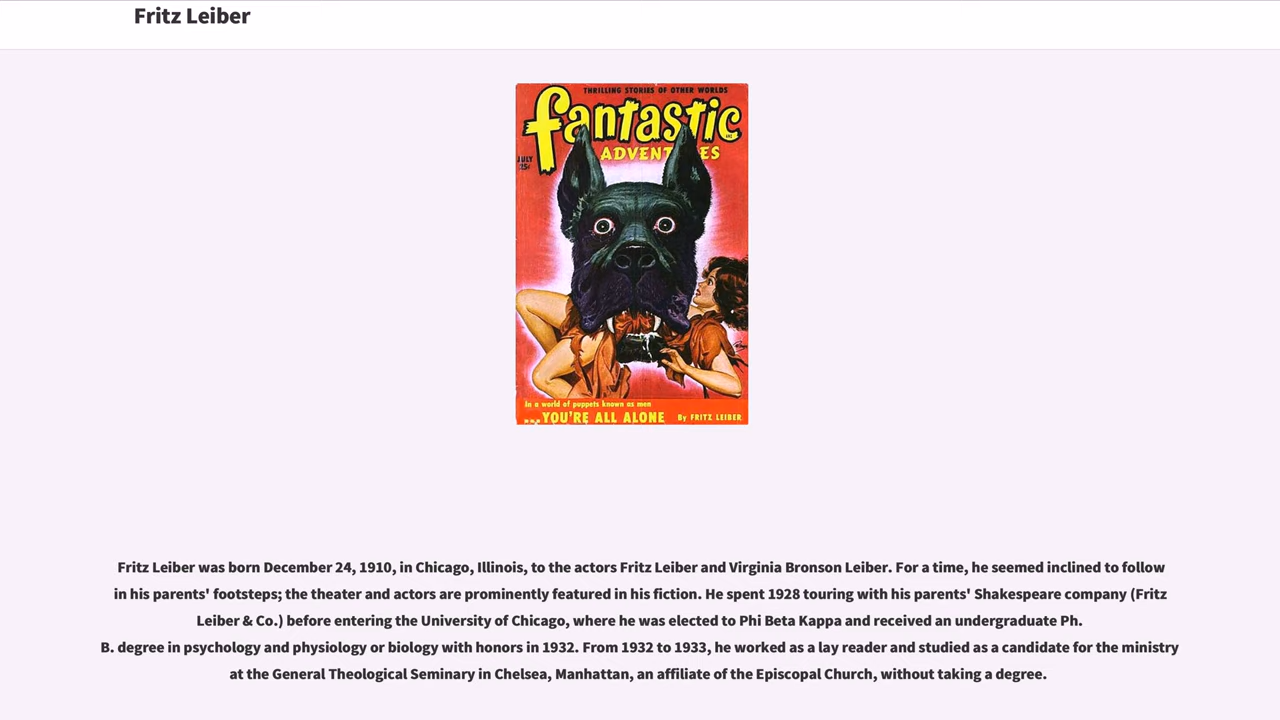 Fritz Leiber
THRILLING STORIES OF OTHER WORLDS
fantastic
ADVENTURES
JULY
25¢
In a world of puppets known as men
...YOU'RE ALL ALONE By FRITZ LEIBER
Fritz Leiber was born December 24, 1910, in Chicago, Illinois, to the actors Fritz Leiber and Virginia Bronson Leiber. For a time, he seemed inclined to follow
in his parents' footsteps; the theater and actors are prominently featured in his fiction. He spent 1928 touring with his parents' Shakespeare company (Fritz
Leiber & Co.) before entering the University of Chicago, where he was elected to Phi Beta Kappa and received an undergraduate Ph.
B. degree in psychology and physiology or biology with honors in 1932. From 1932 to 1933, he worked as a lay reader and studied as a candidate for the ministry
at the General Theological Seminary in Chelsea, Manhattan, an affiliate of the Episcopal Church, without taking a degree.